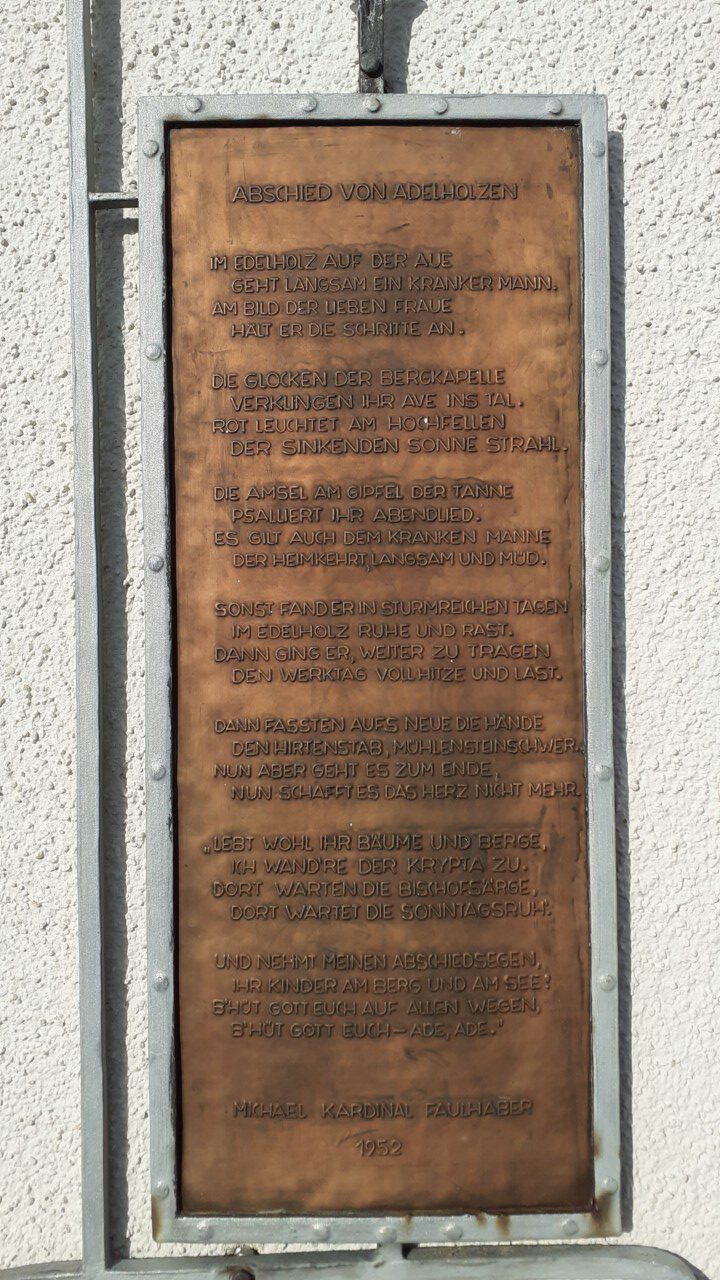 ABSCHIED VON ADELHOLZEN
IM EDELHOLZ AUF DER AUE
GEHT LANGSAM EIN KRANKER MANN.
AM BILD DER LIEBEN FRAUE
HÄLT ER DIE SCHRITTE AN.
DIE GLOCKEN DER BERGKAPELLE
VERKLINGEN IHR AVE INS TAL.
ROT LEUCHTET AM HOCHFELLEN
DER SINKENDEN SONNE STRAHL.
DIE AMSEL AM GIPFEL DER TANNE
PSALLIERT IHR ABENDLIED.
ES GILT AUCH DEM KRANKEN MANNE
DER HEIMKEHRT, LANGSAM UND MÜD.
SONST FAND ER IN STURMREICHEN TAGEN
IM EDELHOLZ RUHE UND RAST.
DANN GING ER, WEITER ZU TRAGEN
DEN WERKTAG VOLL HITZE UND LAST.
DANN FASSTEN AUFS NEUE DIE HÄNDE
DEN HIRTENSTAB, MÜHLENSTEINSCHWER.
NUN ABER GEHT ES ZUM ENDE,
NUN SCHAFFT ES DAS HERZ NICHT MEHR.
„LEBT WOHL IHR BÄUME UND BERGE,
ICH WAND'RE DER KRYPTA ZU.
DORT WARTEN DIE BISCHOFSÄRGE,
DORT WARTET DIE SONNTAGSRUH'.
UND NEHMT MEINEN ABSCHIEDSEGEN,
IHR KINDER AM BERG UND AM SEE!
B'HÜT GOTT EUCH AUF ALLEN WEGEN,
B'HÜT GOTT EUCH – ADE, ADE."
MICHAEL KARDINAL FAULHABER
1952